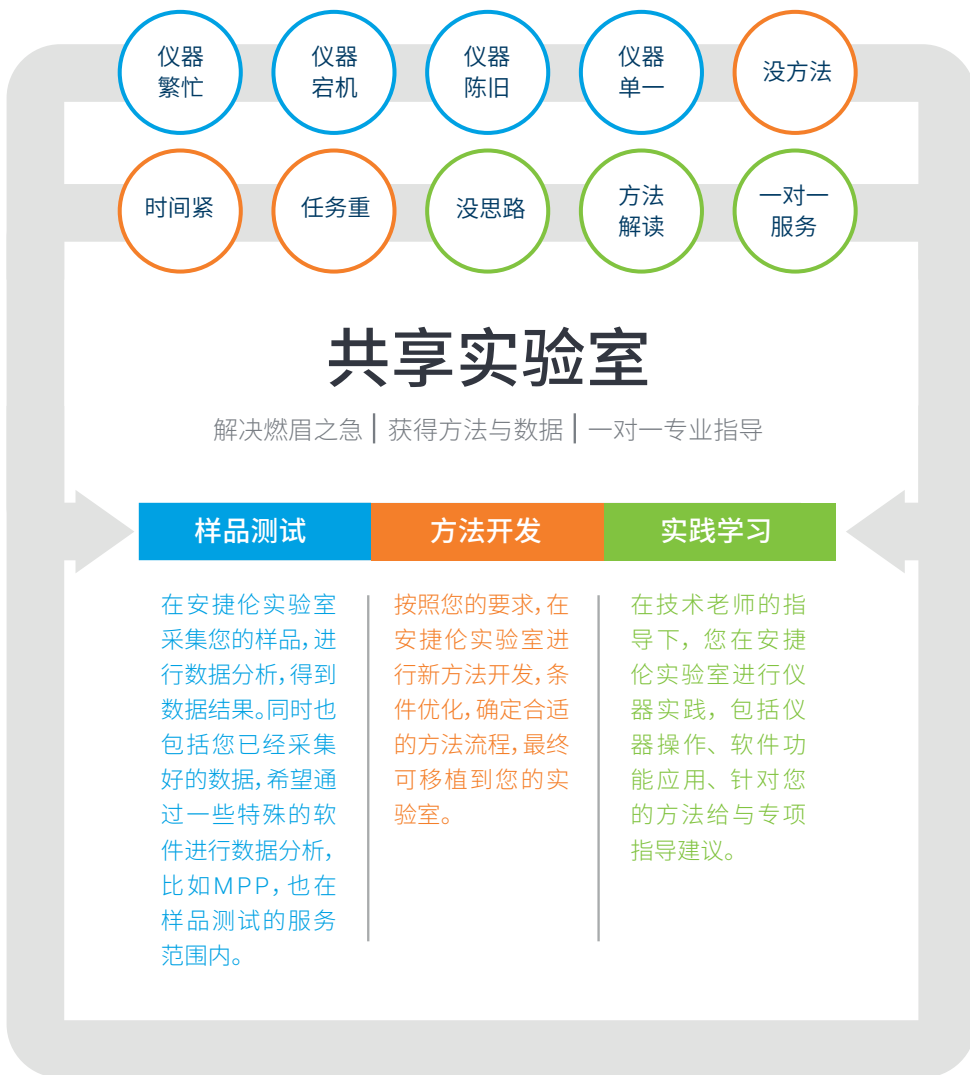 仪器
繁忙
仪器
宕机
仪器
陈旧
仪器
单一
没方法
时间紧
任务重
没思路
方法
解读
一对一
服务
共享实验室
解决燃眉之急 | 获得方法与数据 | 一对一专业指导
样品测试
在安捷伦实验室
采集您的样品,进
行数据分析,得到
数据结果。同时也
包括您已经采集
好的数据,希望通
过一些特殊的软
件进行数据分析,
比如MPP,也在
样品测试的服务
范围内。
方法开发
按照您的要求,在
安捷伦实验室进
行新方法开发,条
件优化,确定合适
的方法流程,最终
可移植到您的实
验室。
实践学习
在技术老师的指
导下，您在安捷
伦实验室进行仪
器实践，包括仪
器操作、软件功
能应用、针对您
的方法给与专项
指导建议。